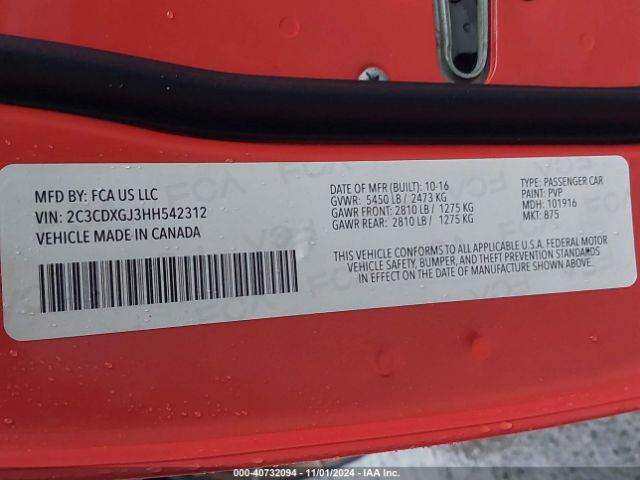 MFD BY: FCA US LLC
VIN: 2C3CDXGJ3HH542312
VEHICLE MADE IN CANADA
DATE OF MFR (BUILT): 10-16
GVWR: 5450 LB / 2473 KG
GAWR FRONT: 2810 LB / 1275 KG
GAWR REAR: 2810 LB / 1275 KG
TYPE: PASSENGER CAR
PAINT: PVP
MDH: 101916
MKT: 875
THIS VEHICLE CONFORMS TO ALL APPLICABLE U.S.A. FEDERAL MOTOR
VEHICLE SAFETY, BUMPER, AND THEFT PREVENTION STANDARDS
IN EFFECT ON THE DATE OF MANUFACTURE SHOWN ABOVE.
000-40732094 - 11/01/2024 - IAA Inc.